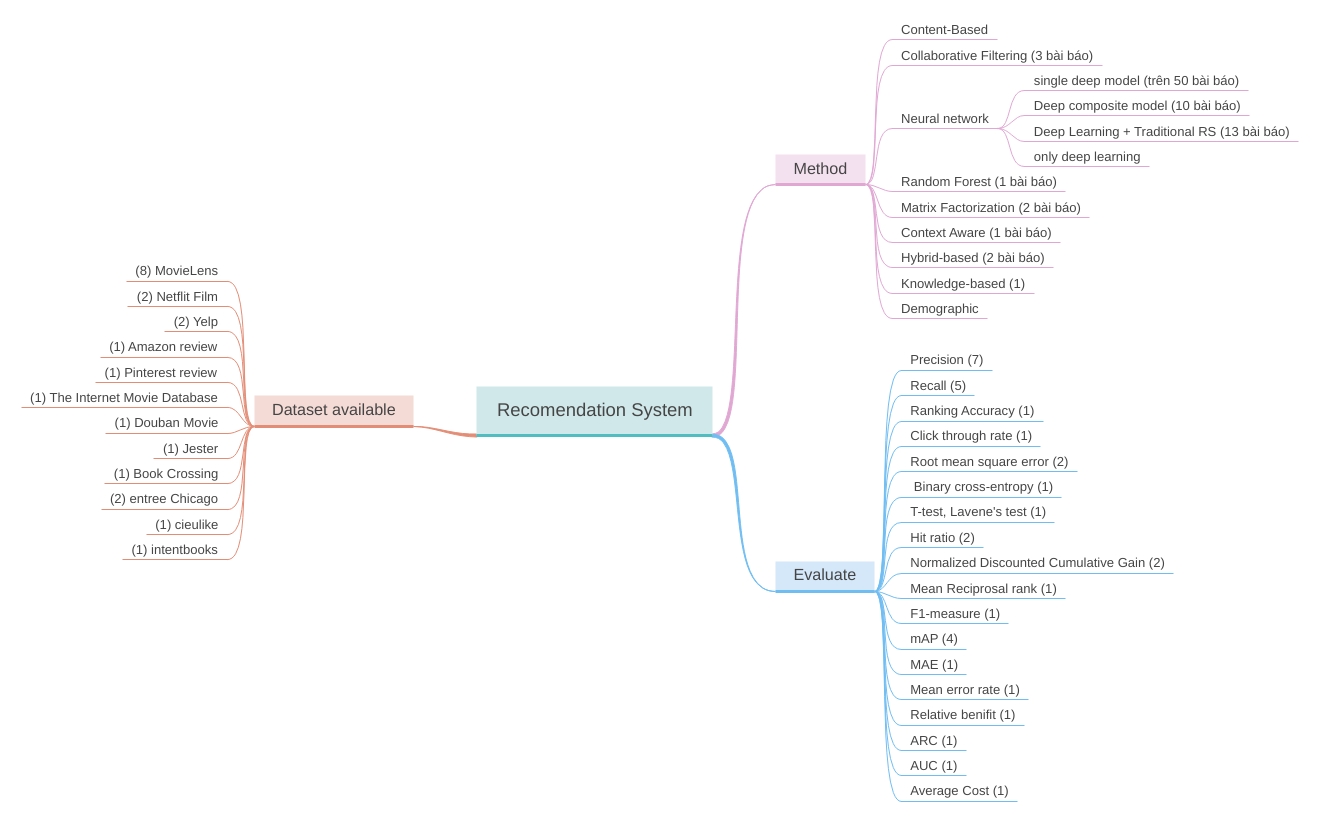 Recomendation System
Method
Content-Based
Collaborative Filtering (3 bài báo)
Neural network
single deep model (trên 50 bài báo)
Deep composite model (10 bài báo)
Deep Learning + Traditional RS (13 bài báo)
only deep learning
Random Forest (1 bài báo)
Matrix Factorization (2 bài báo)
Context Aware (1 bài báo)
Hybrid-based (2 bài báo)
Knowledge-based (1)
Demographic
Evaluate
Precision (7)
Recall (5)
Ranking Accuracy (1)
Click through rate (1)
Root mean square error (2)
Binary cross-entropy (1)
T-test, Lavene's test (1)
Hit ratio (2)
Normalized Discounted Cumulative Gain (2)
Mean Reciprosal rank (1)
F1-measure (1)
mAP (4)
MAE (1)
Mean error rate (1)
Relative benifit (1)
ARC (1)
AUC (1)
Average Cost (1)
Dataset available
(8) MovieLens
(2) Netflit Film
(2) Yelp
(1) Amazon review
(1) Pinterest review
(1) The Internet Movie Database
(1) Douban Movie
(1) Jester
(1) Book Crossing
(2) entree Chicago
(1) cieulike
(1) intentbooks